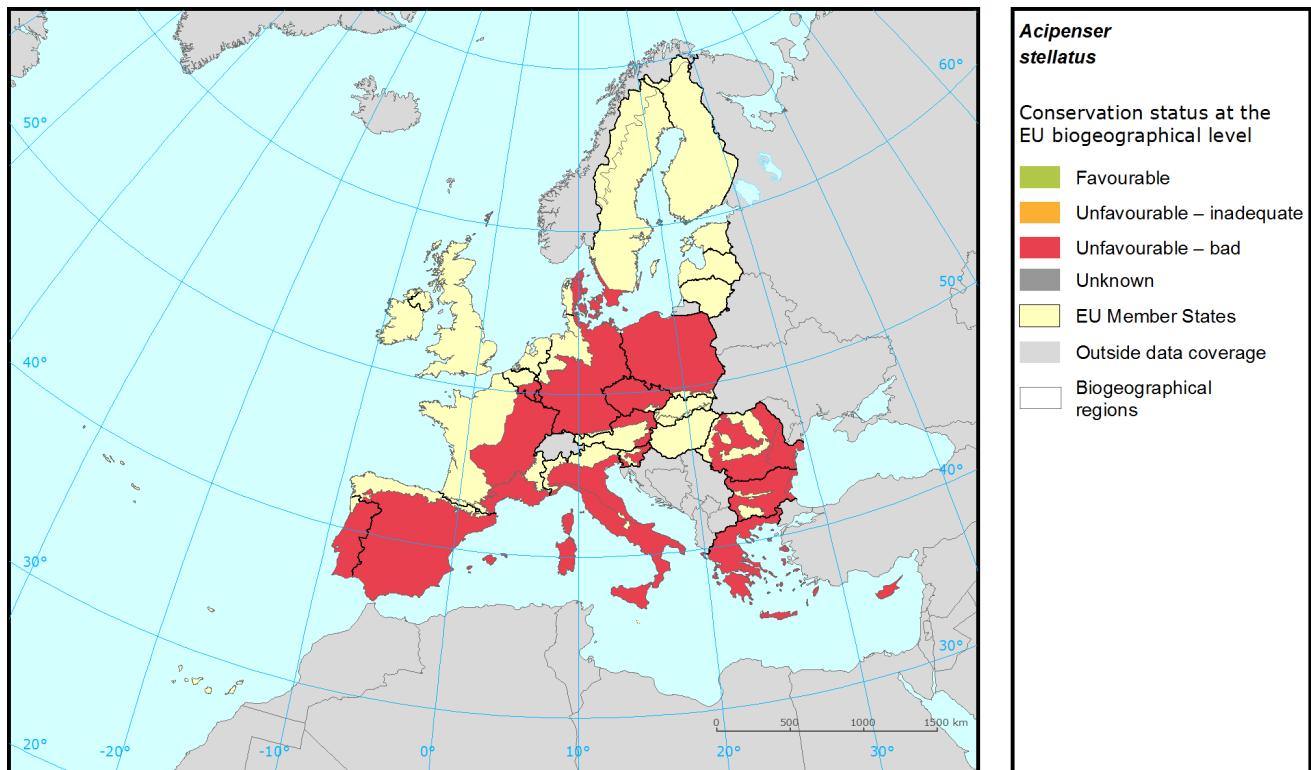 Acipenser
stellatus
Conservation status at the
EU biogeographical level
Favourable
Unfavourable – inadequate
Unfavourable – bad
Unknown
EU Member States
Outside data coverage
Biogeographical
regions
60°
50°
50°
40°
40°
30°
30°
0 500 1000 1500 km
20° -20° -10° 0° 10° 20° 30°